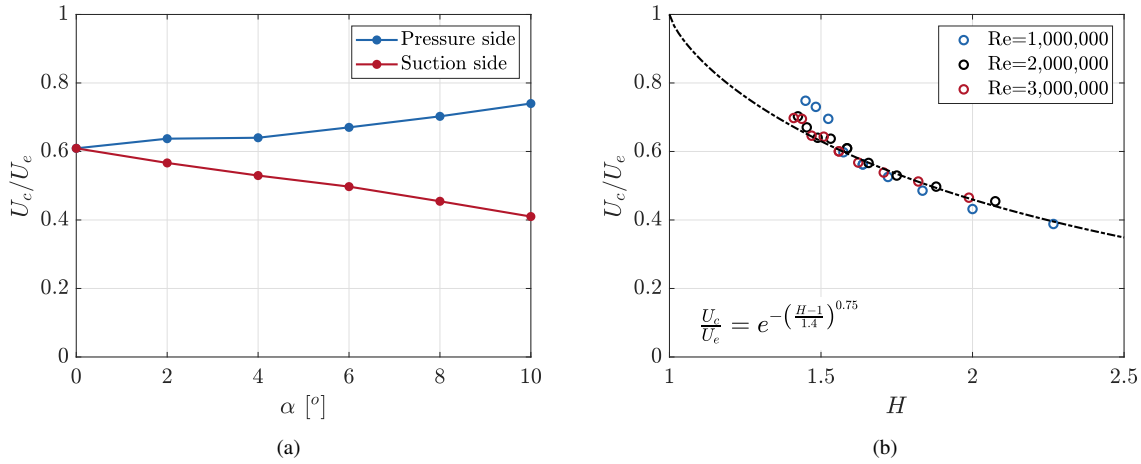 1
0.8
0.6
0.4
0.2
0
U_c/U_e
0 2 4 6 8 10
α [°]
Pressure side
Suction side
(a)
1
0.8
0.6
0.4
0.2
0
U_c/U_e
1 1.5 2 2.5
H
Re=1,000,000
Re=2,000,000
Re=3,000,000
U_c/U_e = e^{-((H-1)/1.4)^{0.75}}
(b)